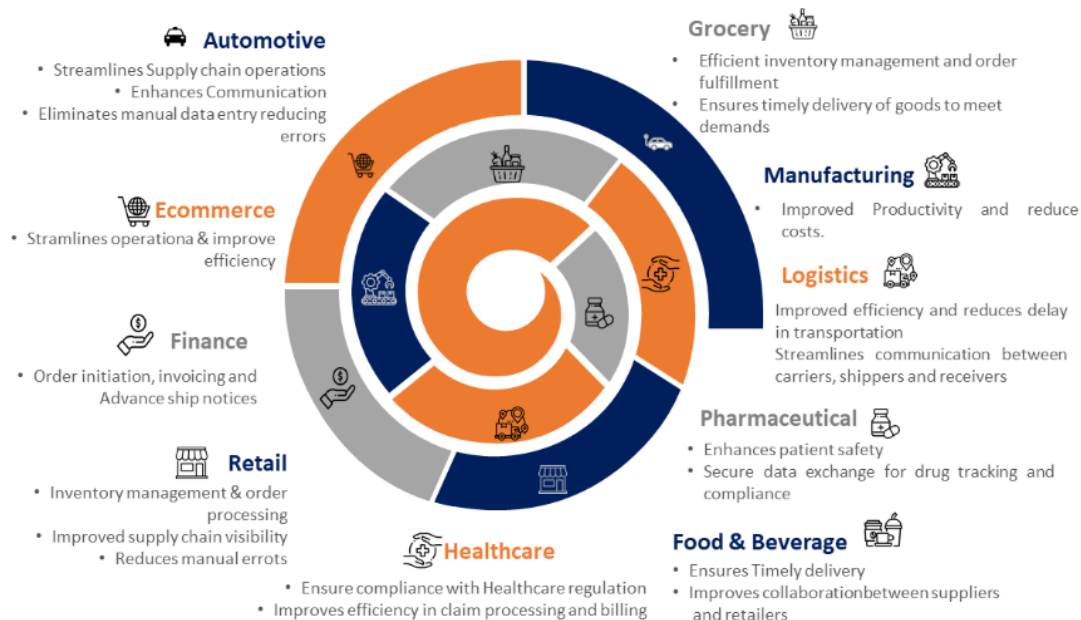 Automotive
• Streamlines Supply chain operations
• Enhances Communication
• Eliminates manual data entry reducing
errors
Ecommerce
• Stramlines operationa & improve
efficiency
Finance
• Order initiation, invoicing and
Advance ship notices
Retail
• Inventory management & order
processing
• Improved supply chain visibility
• Reduces manual errots
Healthcare
• Ensure compliance with Healthcare regulation
• Improves efficiency in claim processing and billing
Grocery
• Efficient inventory management and order
fulfillment
• Ensures timely delivery of goods to meet
demands
Manufacturing
• Improved Productivity and reduce
costs.
Logistics
Improved efficiency and reduces delay
in transportation
Streamlines communication between
carriers, shippers and receivers
Pharmaceutical
• Enhances patient safety
• Secure data exchange for drug tracking and
compliance
Food & Beverage
• Ensures Timely delivery
• Improves collaborationbetween suppliers
and retailers